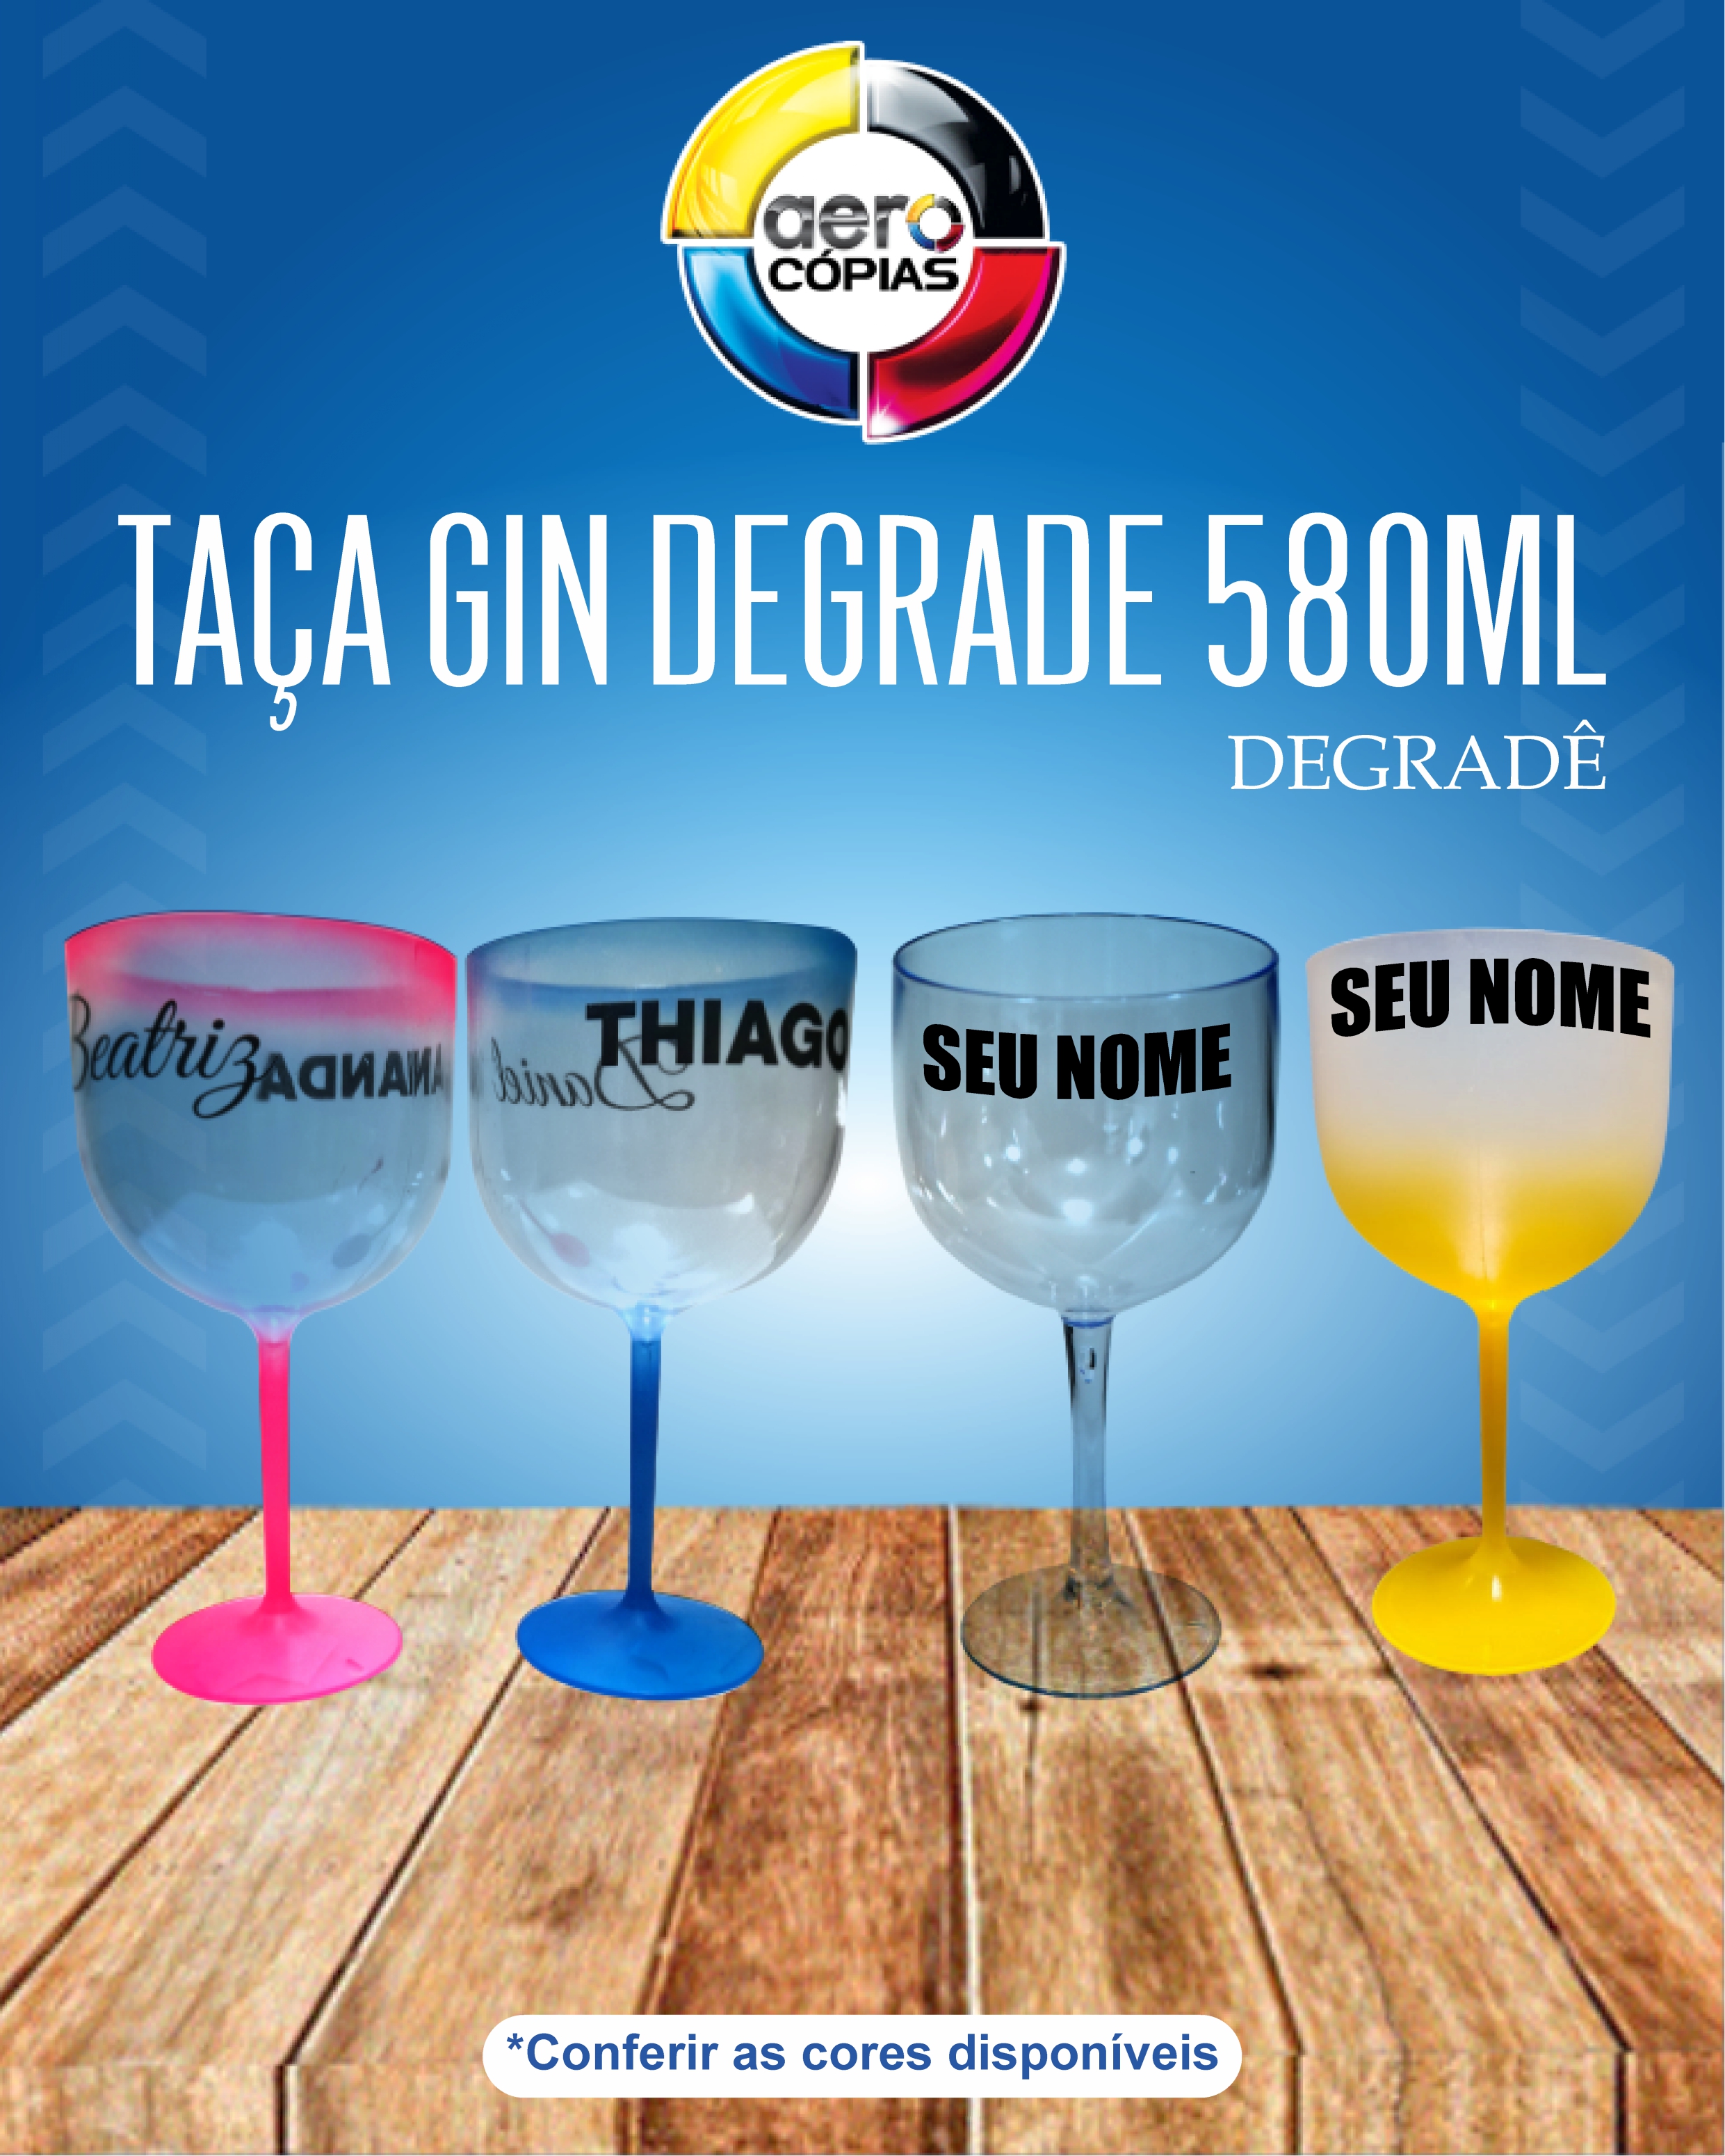 aero
CÓPIAS
TAÇA GIN DEGRADE 580ML
DEGRADÊ
Beatriz
THIAGO
Daniel
SEU NOME
SEU NOME
*Conferir as cores disponíveis